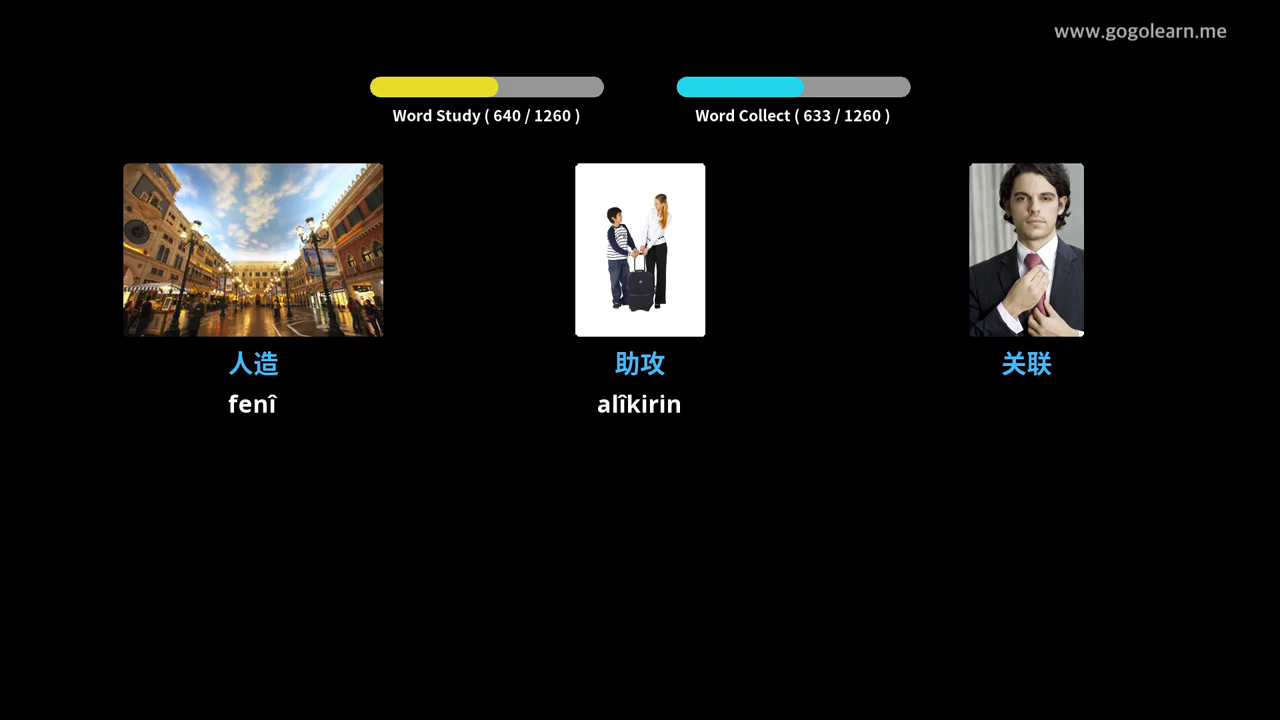 www.gogolearn.me
Word Study ( 640 / 1260 )
Word Collect ( 633 / 1260 )
人造
助攻
关联
fenî
alîkirin